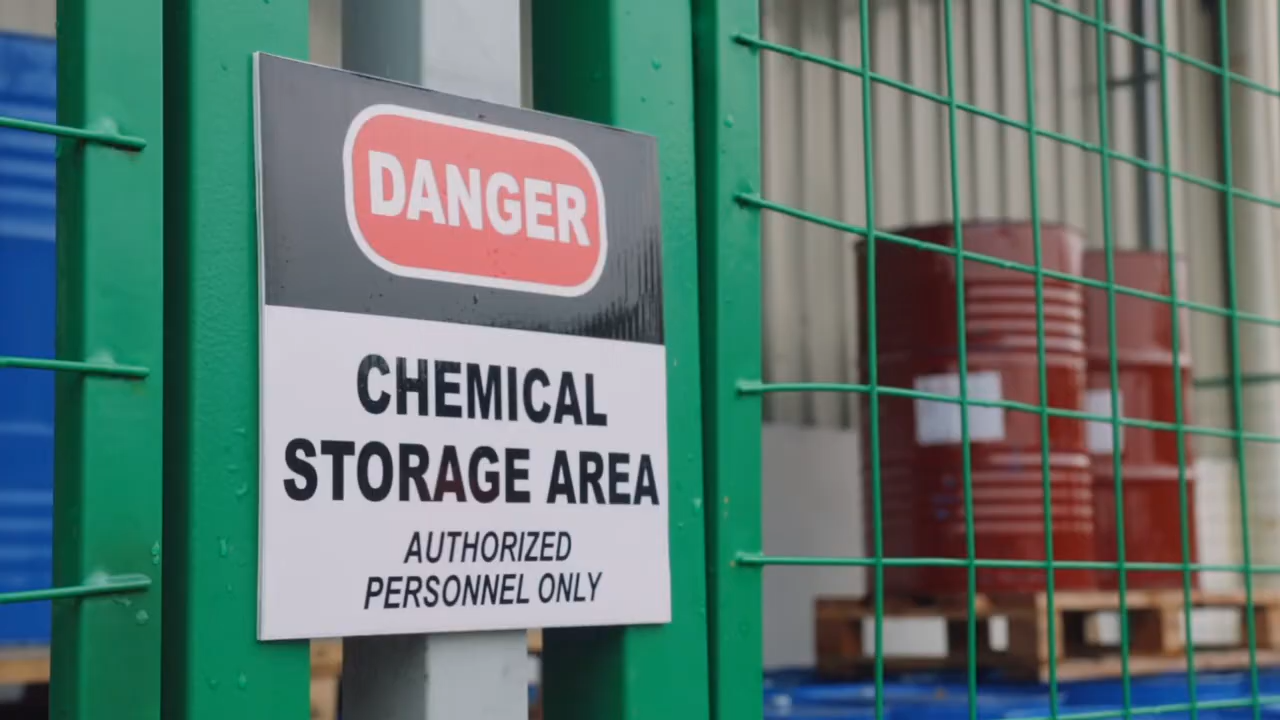 DANGER
CHEMICAL
STORAGE AREA
AUTHORIZED
PERSONNEL ONLY